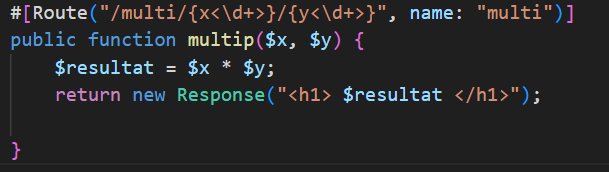 #[Route("/multi/{x<\d+>}/{y<\d+>}", name: "multi")]
public function multip($x, $y) {
    $resultat = $x * $y;
    return new Response("<h1> $resultat </h1>");
}